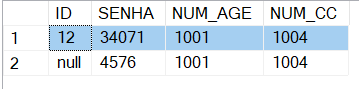 ID SENHA NUM_AGE NUM_CC
1 12 34071 1001 1004
2 null 4576 1001 1004